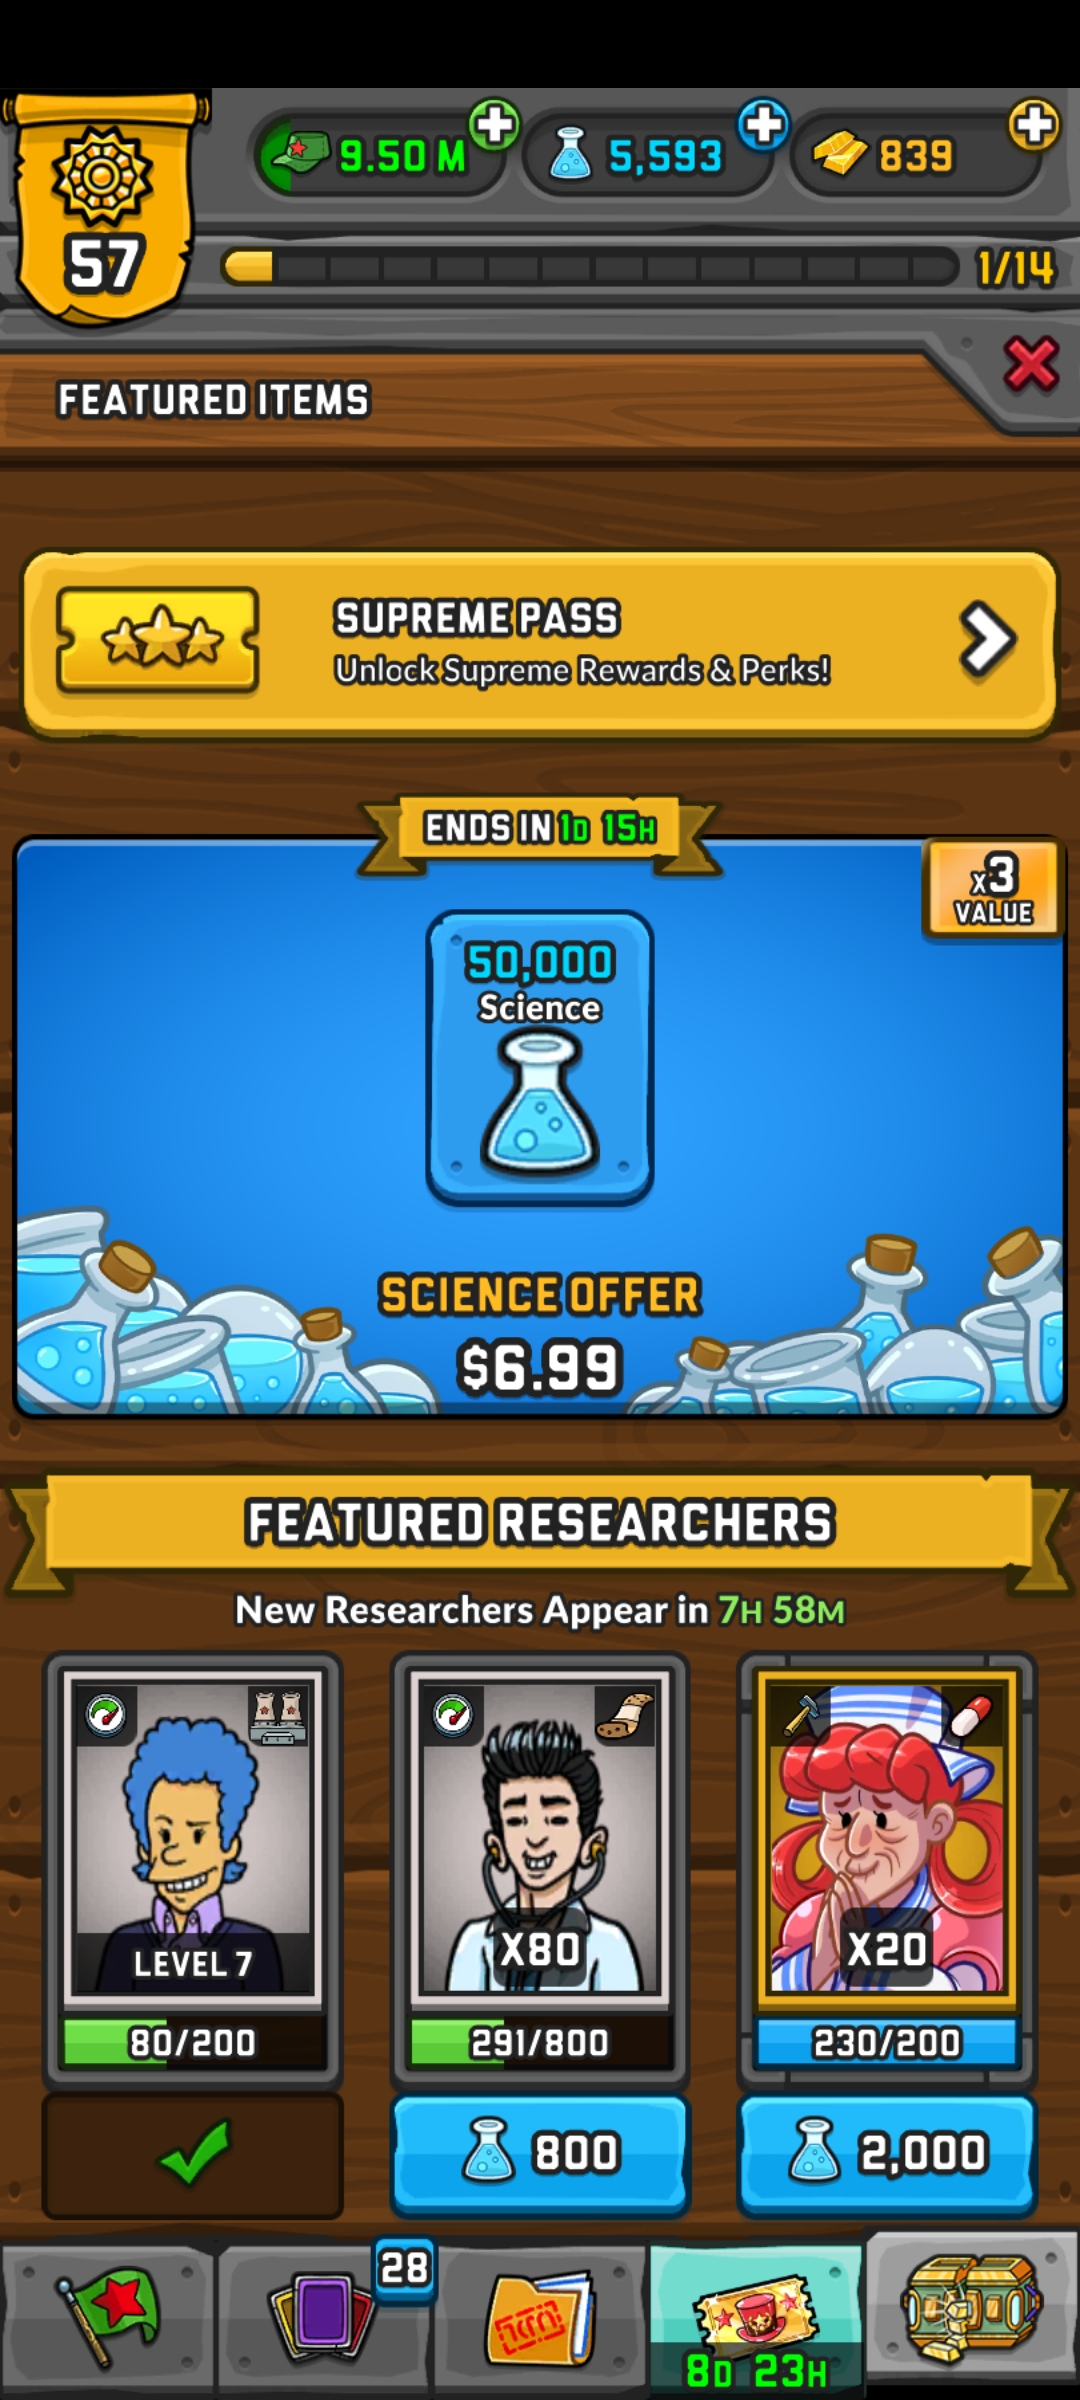 9.50 M
5,593
839
57
1/14
FEATURED ITEMS
SUPREME PASS
Unlock Supreme Rewards & Perks!
ENDS IN 1D 15H
x3
VALUE
50,000
Science
SCIENCE OFFER
$6.99
FEATURED RESEARCHERS
New Researchers Appear in 7H 58M
LEVEL 7
X80
X20
80/200
291/800
230/200
800
2,000
28
8D 23H